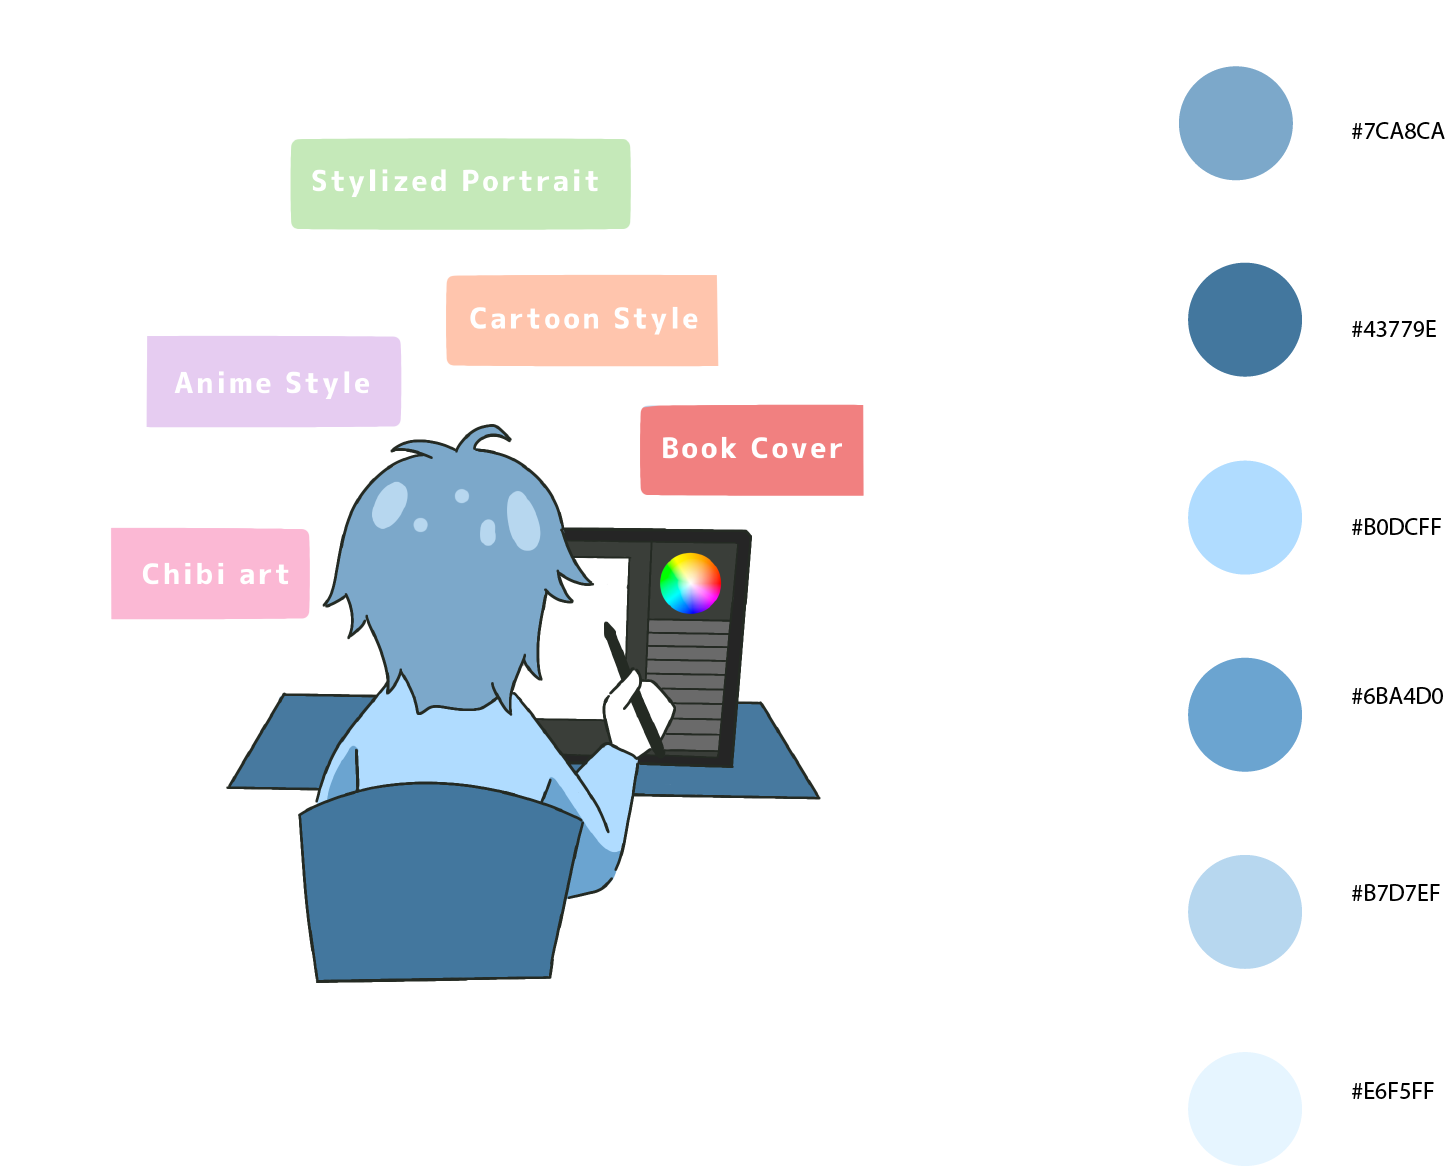 Stylized Portrait
Cartoon Style
Anime Style
Book Cover
Chibi art
#7CA8CA
#43779E
#B0DCFF
#6BA4D0
#B7D7EF
#E6F5FF